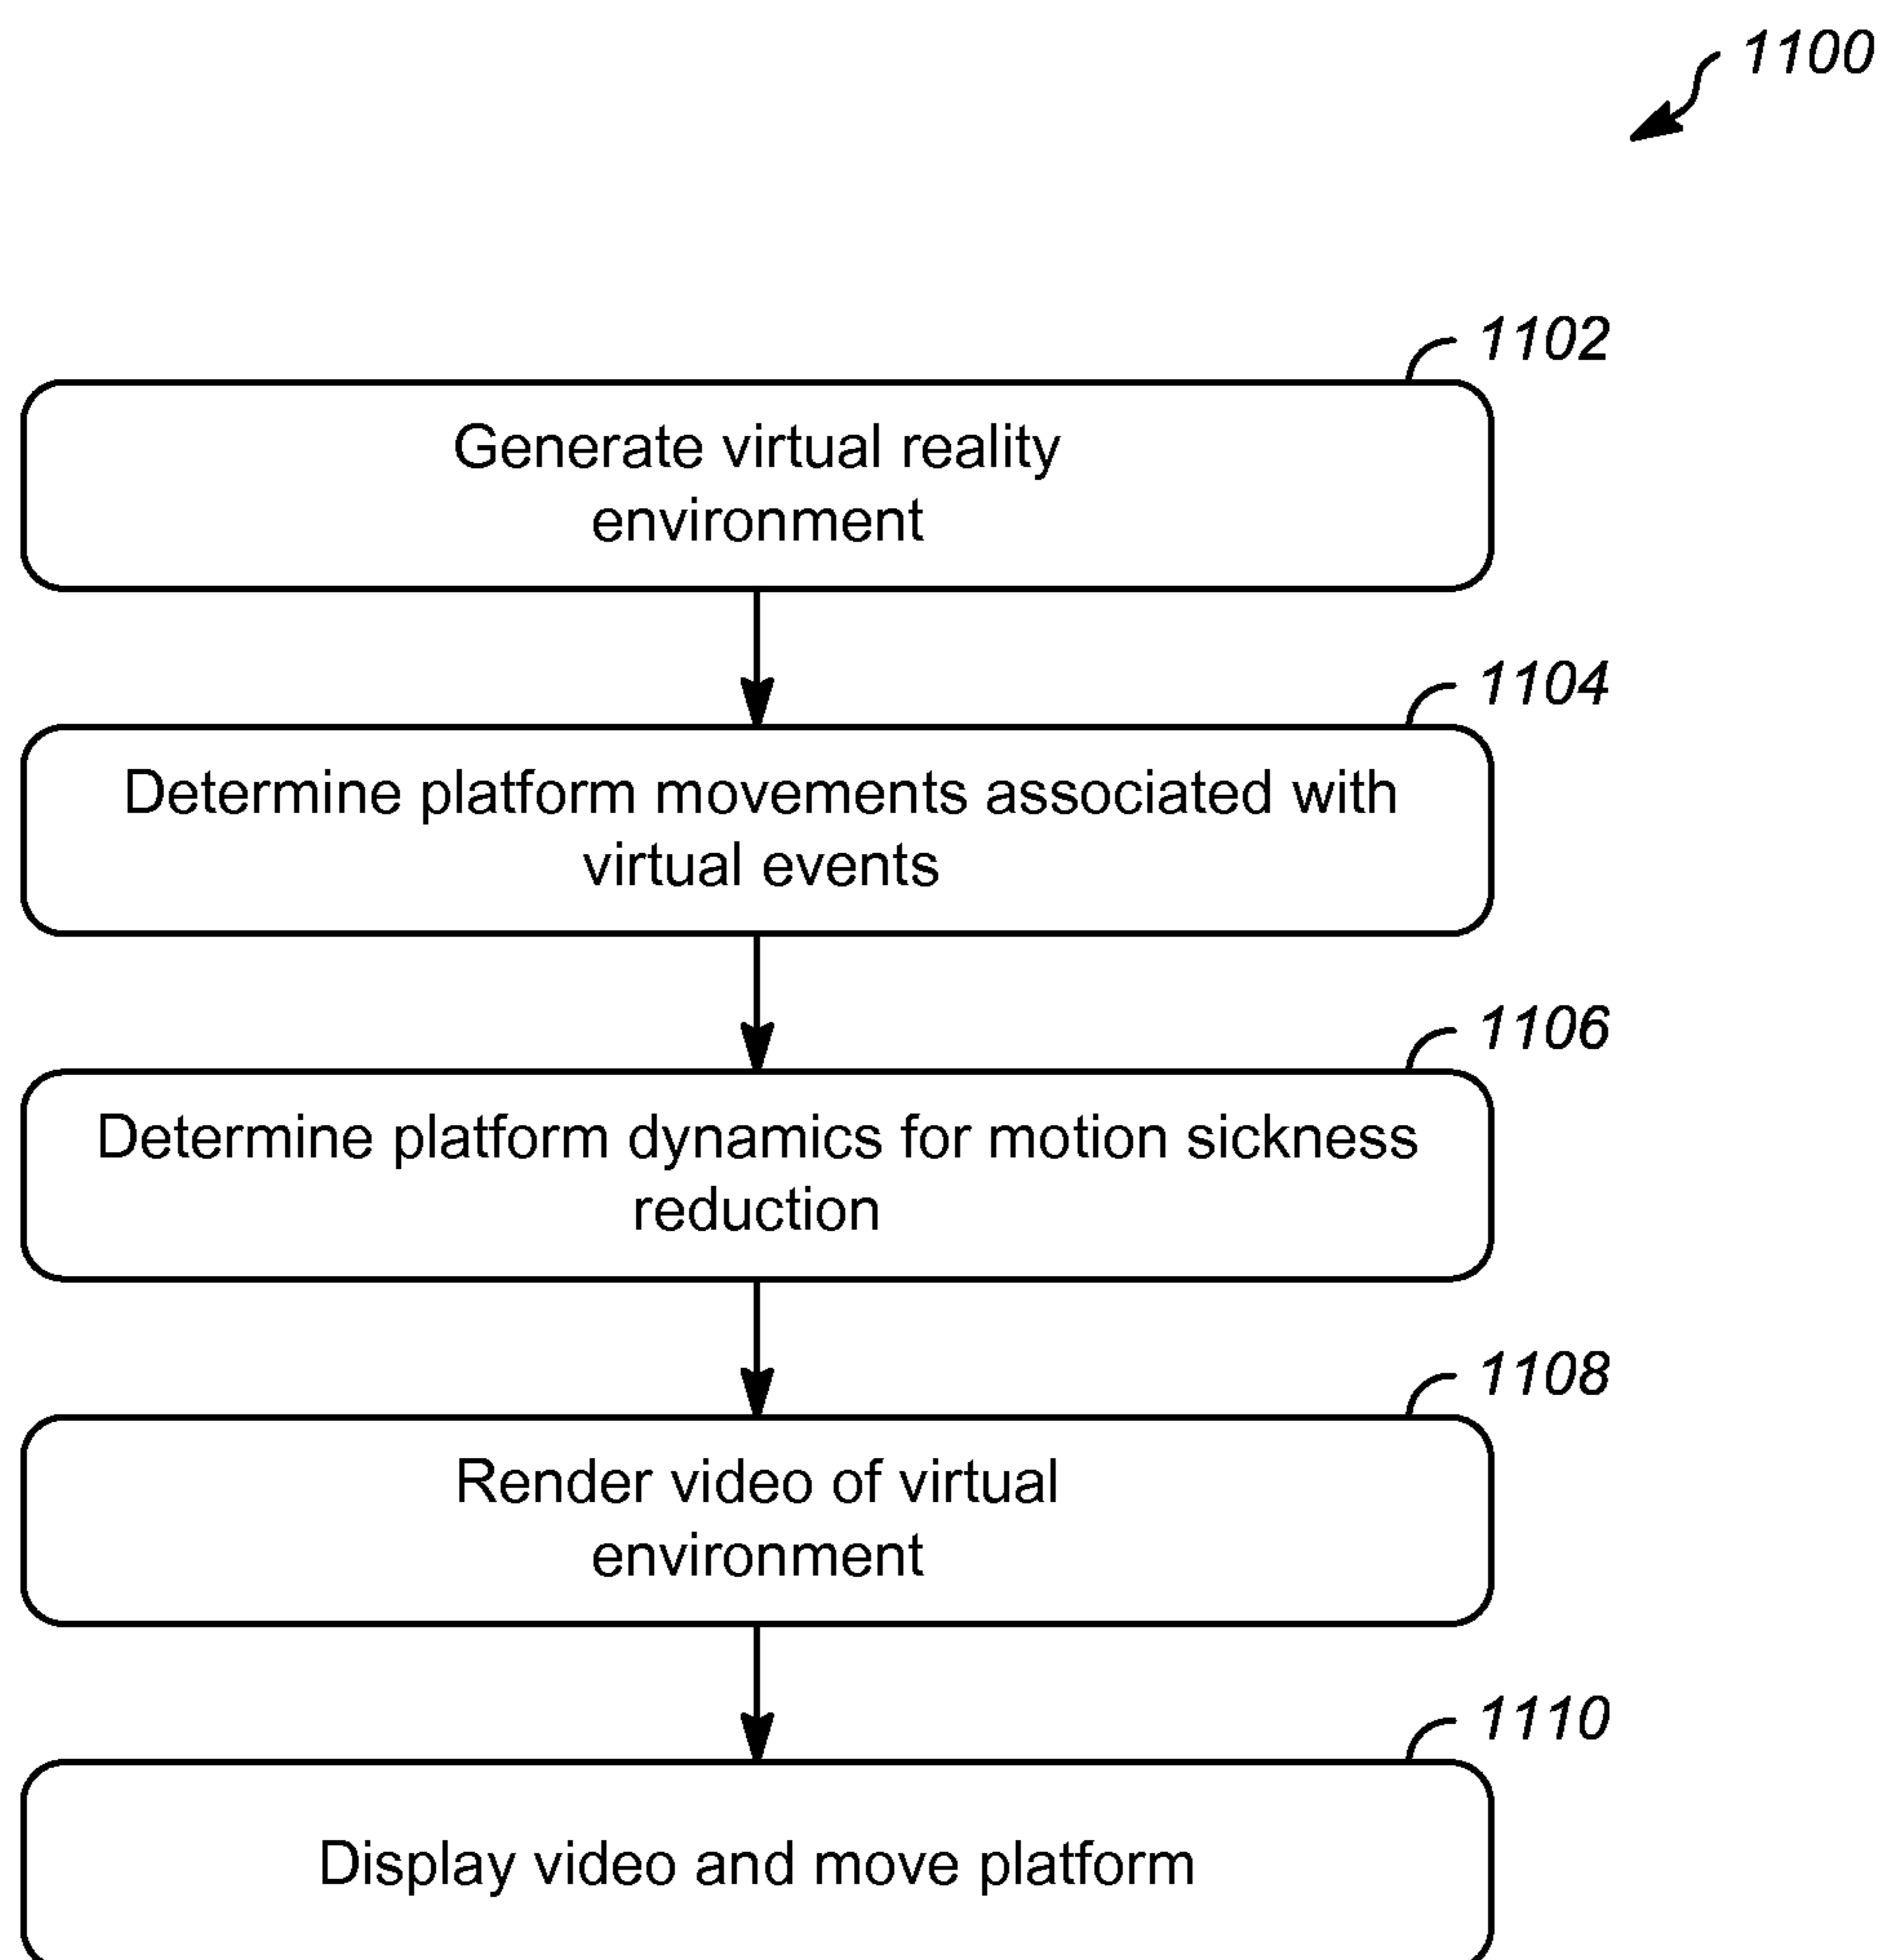 1100
1102
Generate virtual reality
environment
1104
Determine platform movements associated with
virtual events
1106
Determine platform dynamics for motion sickness
reduction
1108
Render video of virtual
environment
1110
Display video and move platform